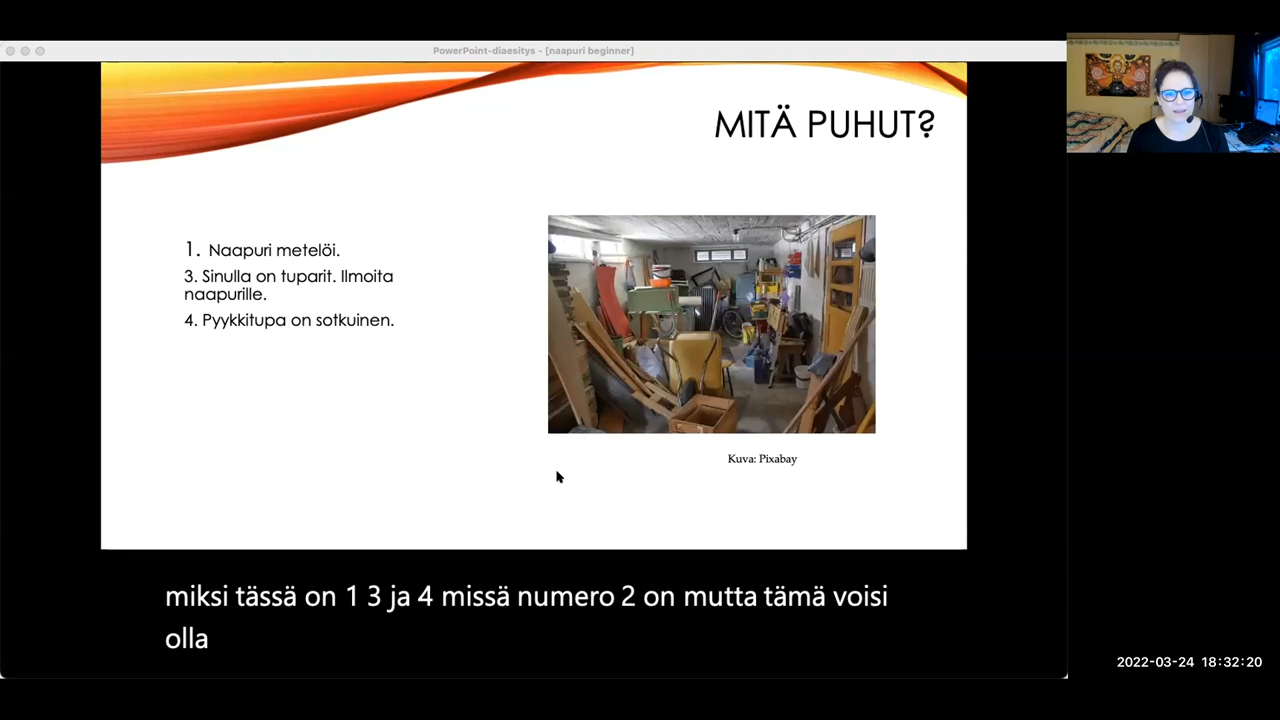 PowerPoint-diaesitys - [naapuri beginner]
MITÄ PUHUT?
1. Naapuri metelöi.
3. Sinulla on tuparit. Ilmoita
naapurille.
4. Pyykkitupa on sotkuinen.
Kuva: Pixabay
miksi tässä on 1 3 ja 4 missä numero 2 on mutta tämä voisi
olla
2022-03-24 18:32:20